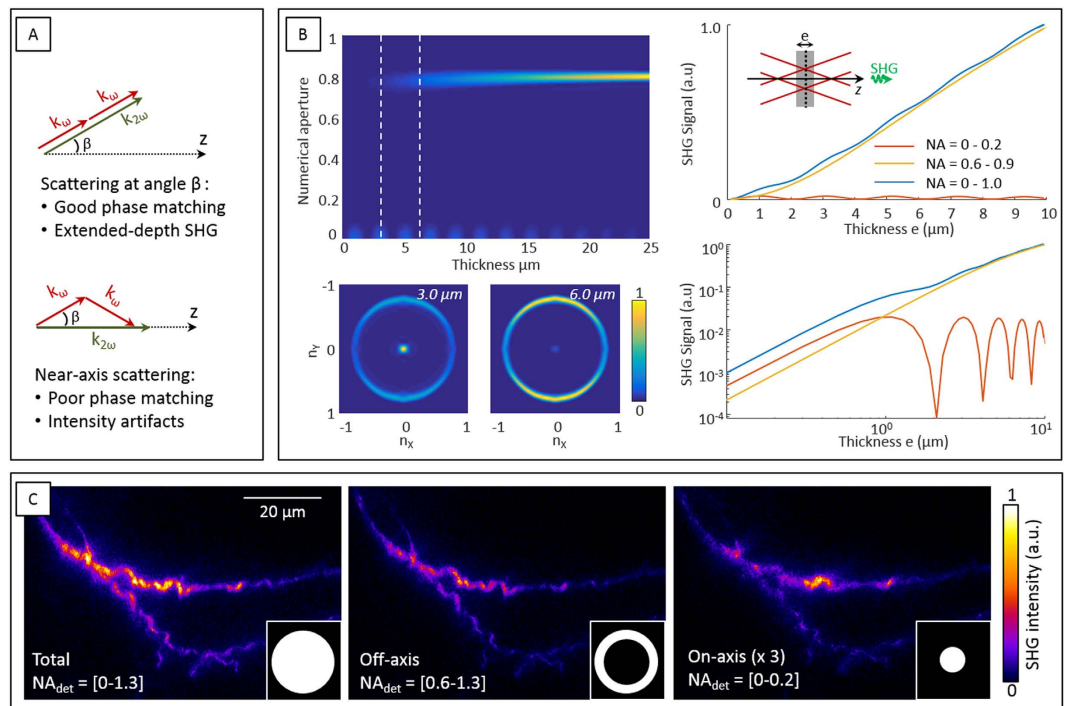 A
kω
kω
k2ω
β
z
Scattering at angle β :
• Good phase matching
• Extended-depth SHG
kω
kω
β
z
k2ω
Near-axis scattering:
• Poor phase matching
• Intensity artifacts
B
Numerical aperture
1
0.8
0.6
0.4
0.2
0
0
5
10
15
20
25
Thickness µm
-1
0
1
nY
3.0 µm
-1
0
1
nX
6.0 µm
-1
0
1
nX
1
0
SHG Signal (a.u)
1.0
0.5
0
e
SHG
z
NA = 0 - 0.2
NA = 0.6 - 0.9
NA = 0 - 1.0
0
1
2
3
4
5
6
7
8
9
10
Thickness e (µm)
SHG Signal (a.u)
10⁰
10⁻¹
10⁻²
10⁻³
10⁻⁴
10⁰
10¹
Thickness e (µm)
C
20 µm
Total
NAdet = [0-1.3]
Off-axis
NAdet = [0.6-1.3]
On-axis (x 3)
NAdet = [0-0.2]
1
0
SHG intensity (a.u.)